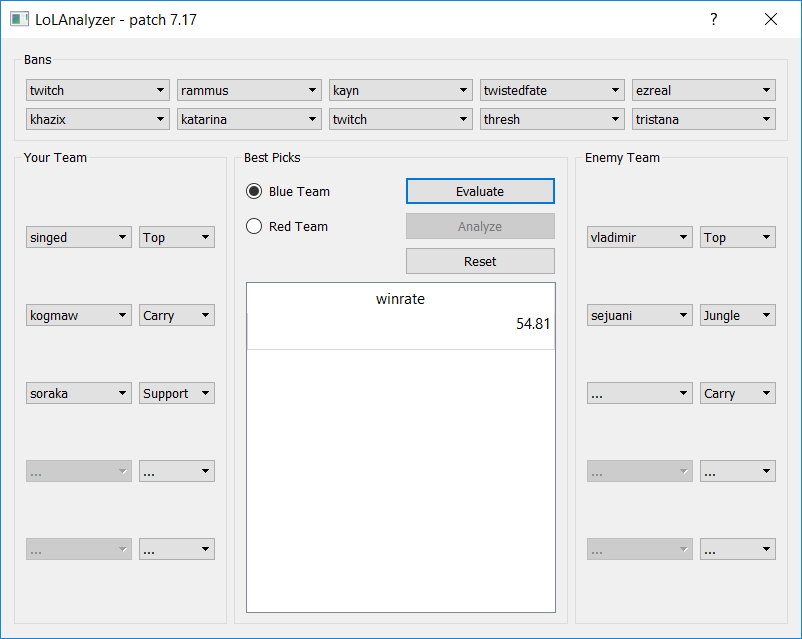 LoLAnalyzer - patch 7.17 ?
Bans
twitch rammus kayn twistedfate ezreal
khazix katarina twitch thresh tristana
Your Team
singed Top
kogmaw Carry
soraka Support
... ...
... ...
Best Picks
Blue Team Evaluate
Red Team Analyze
Reset
winrate
54.81
Enemy Team
vladimir Top
sejuani Jungle
... Carry
... ...
... ...